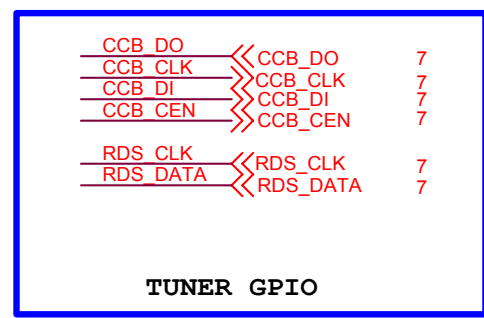 CCB_DO CCB_DO 7
CCB_CLK CCB_CLK 7
CCB_DI CCB_DI 7
CCB_CEN CCB_CEN 7
RDS_CLK RDS_CLK 7
RDS_DATA RDS_DATA 7
TUNER GPIO